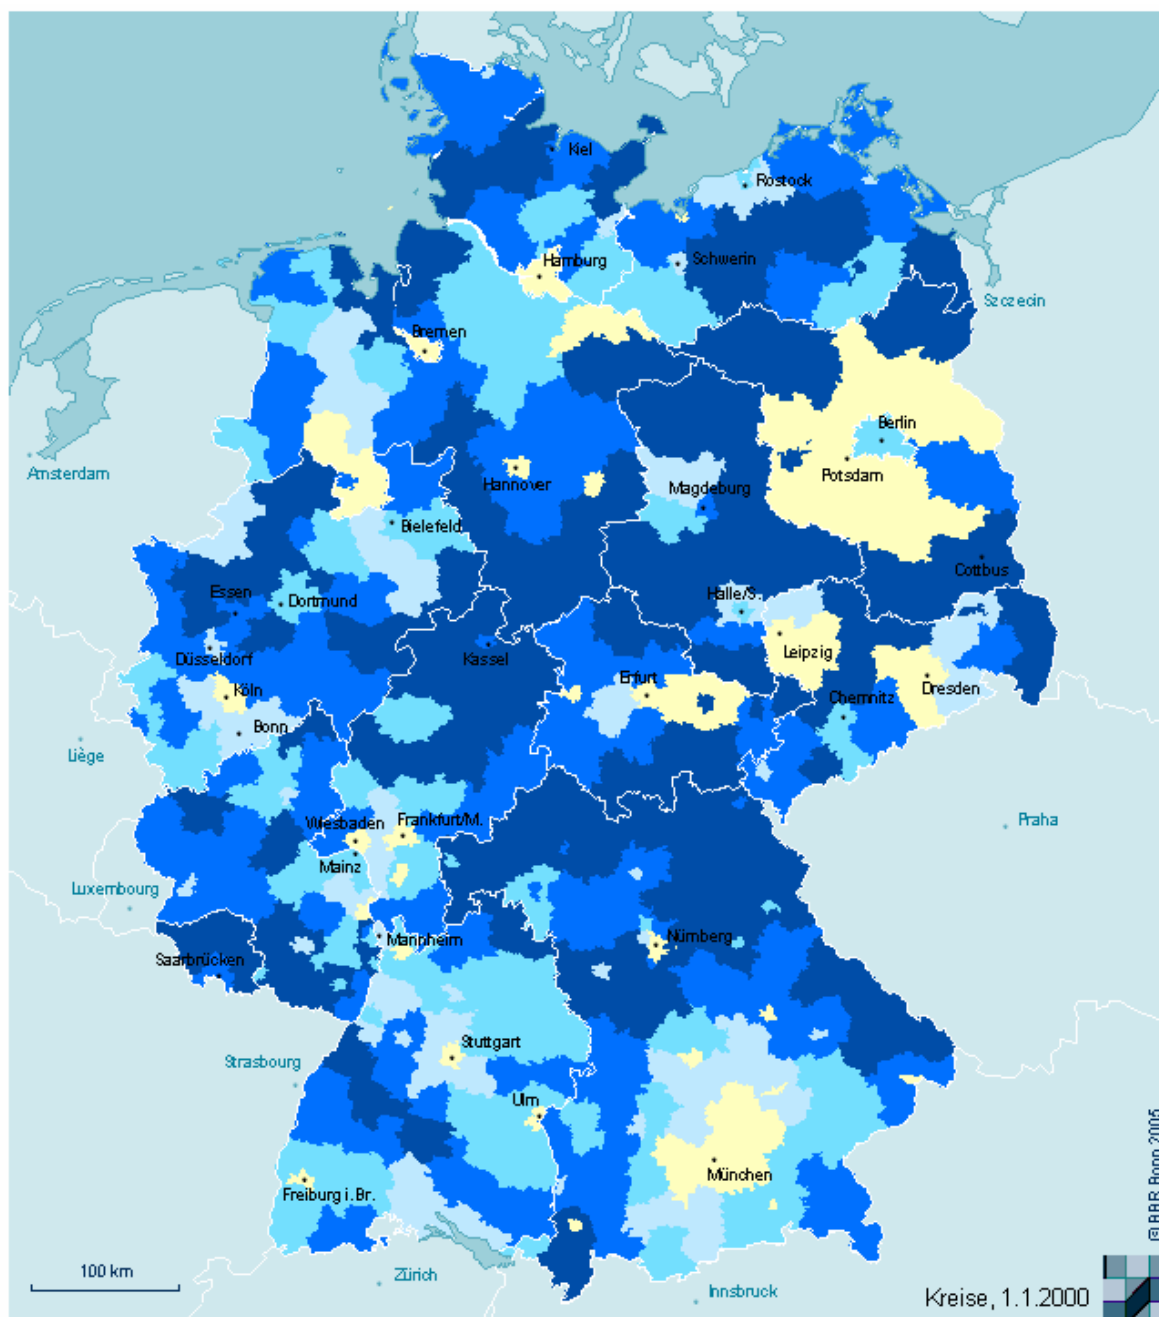 Kiel
Rostock
Hamburg
Schwerin
Szczecin
Bremen
Berlin
Amsterdam
Hannover
Potsdam
Magdeburg
Bielefeld
Cottbus
Essen
Dortmund
Halle/S.
Düsseldorf
Kassel
Leipzig
Köln
Erfurt
Dresden
Chemnitz
Bonn
Liège
Wiesbaden
Frankfurt/M.
Praha
Mainz
Luxembourg
Mannheim
Nürnberg
Saarbrücken
Stuttgart
Strasbourg
Ulm
München
Freiburg i.Br.
© BBR Bonn 2005
100 km
Zürich
Innsbruck
Kreise, 1.1.2000